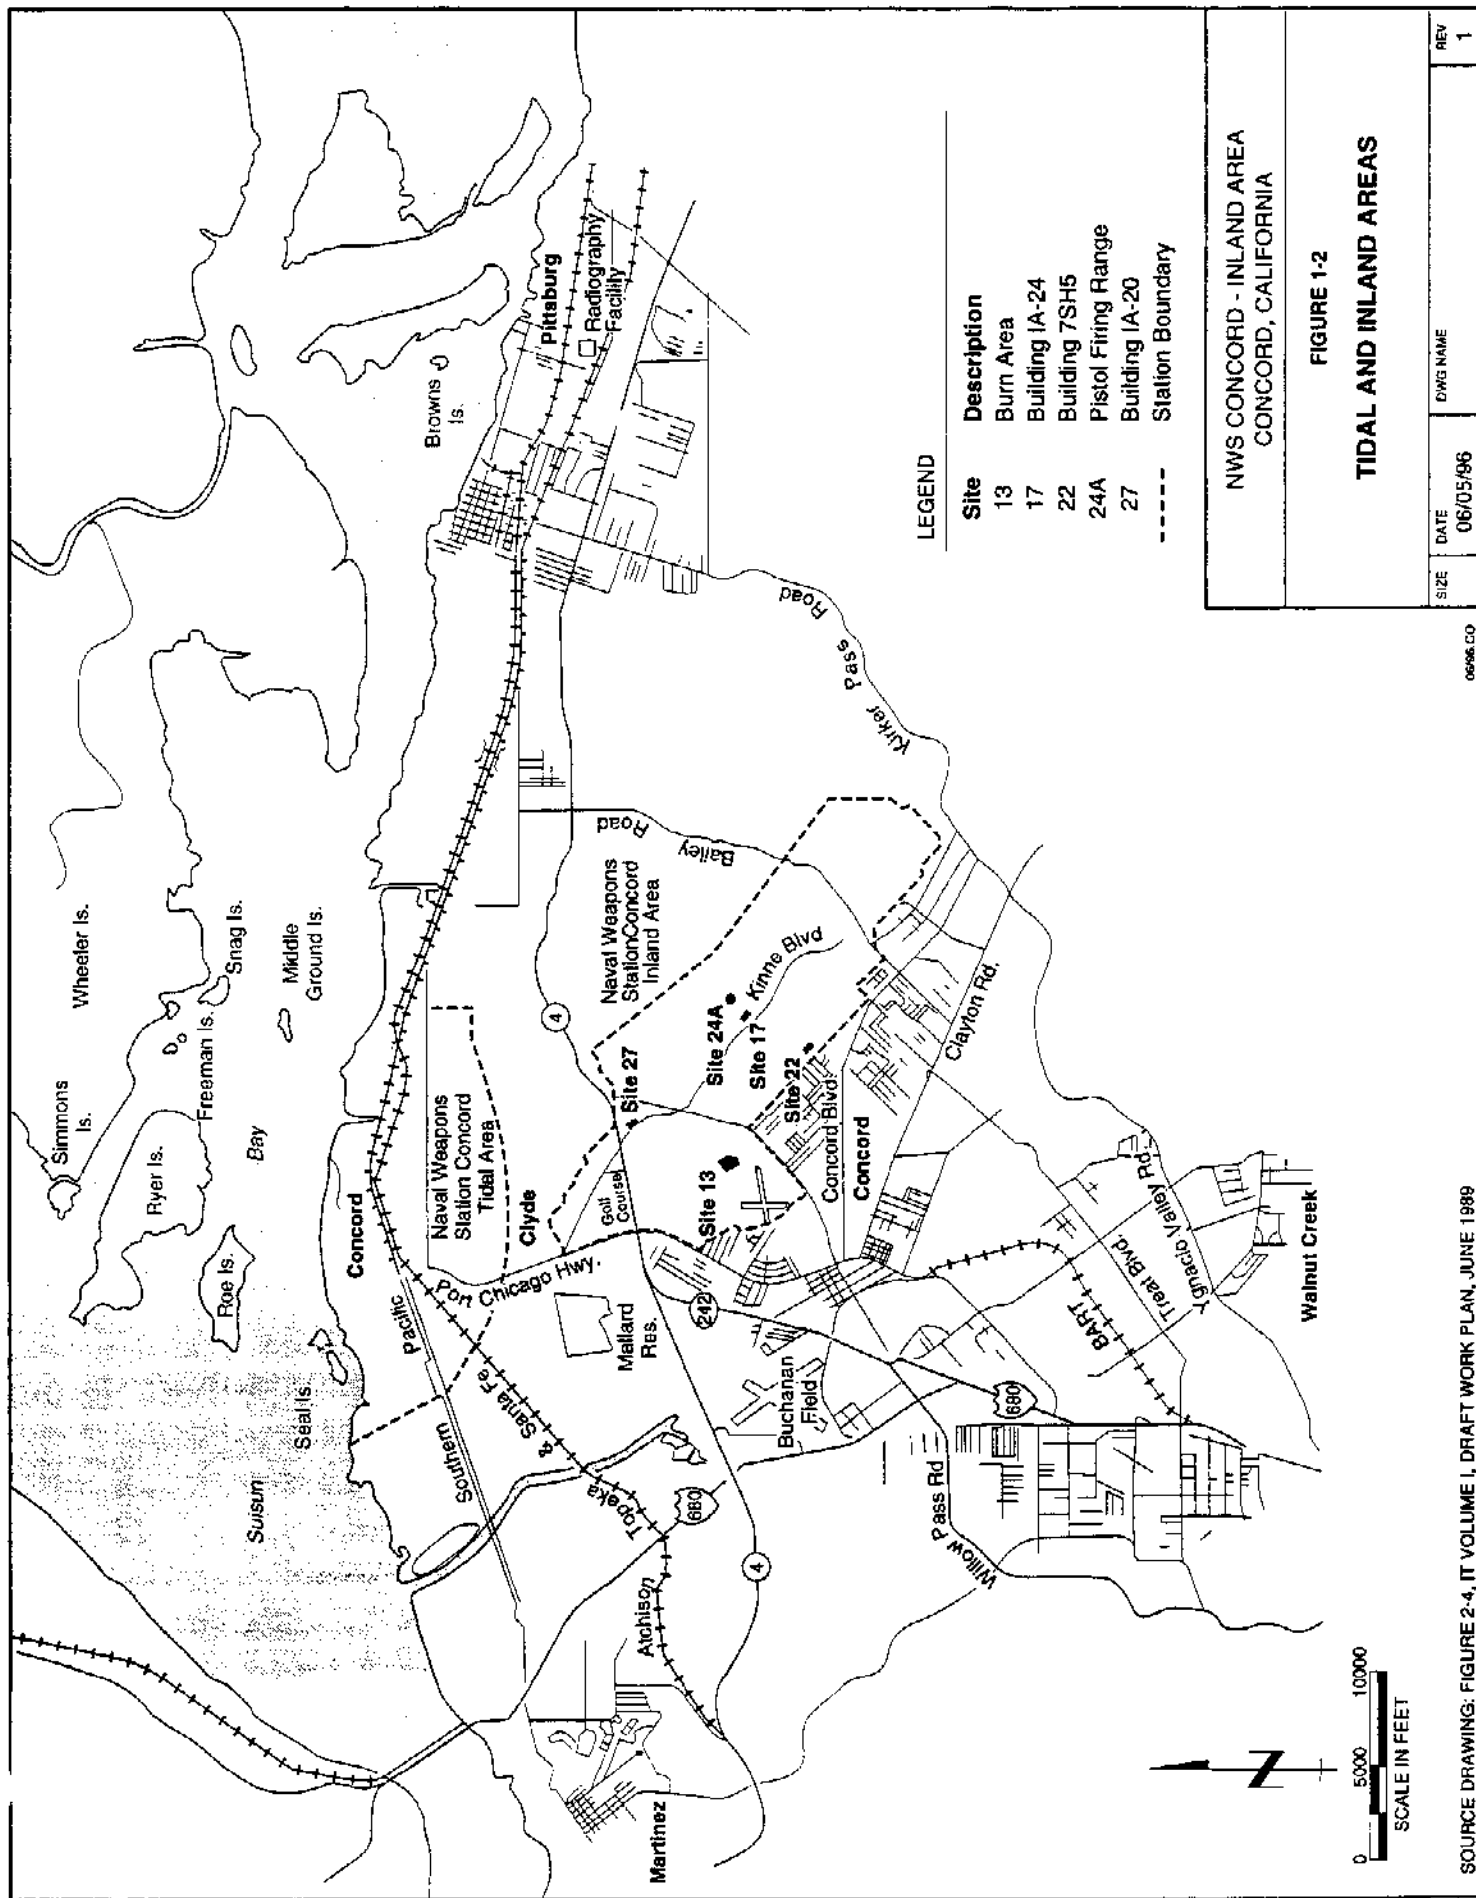 Simmons
Is.
Wheeler Is.
Ryer Is.
Freeman Is.
Snag Is.
Roe Is.
Bay
Middle
Ground Is.
Browns
Is.
Seal Is.
Suisun
Concord
Pacific
Southern
Port Chicago Hwy.
Naval Weapons
Station Concord
Tidal Area
Clyde
4
Pittsburg
Radiography
Facility
Atchison
Topeka
& Santa Fe
680
Mallard
Res.
Golf
Course
Site 27
Naval Weapons
StationConcord
Inland Area
Bailey
Road
Martinez
4
242
Site 13
Site 24A
Site 17
Kinne Blvd
Site 22
Buchanan
Field
Concord Blvd.
Concord
Clayton Rd.
Kirker Pass Road
Willow Pass Rd
680
BART
Treat Blvd.
Ygnacio Valley Rd.
Walnut Creek
LEGEND
Site Description
13 Burn Area
17 Building IA-24
22 Building 7SH5
24A Pistol Firing Range
27 Building IA-20
----- Station Boundary
N
0 5000 10000
SCALE IN FEET
NWS CONCORD - INLAND AREA
CONCORD, CALIFORNIA
FIGURE 1-2
TIDAL AND INLAND AREAS
SIZE DATE DWG NAME REV
06/05/96 1
0696.CO
SOURCE DRAWING: FIGURE 2-4, IT VOLUME I, DRAFT WORK PLAN, JUNE 1989